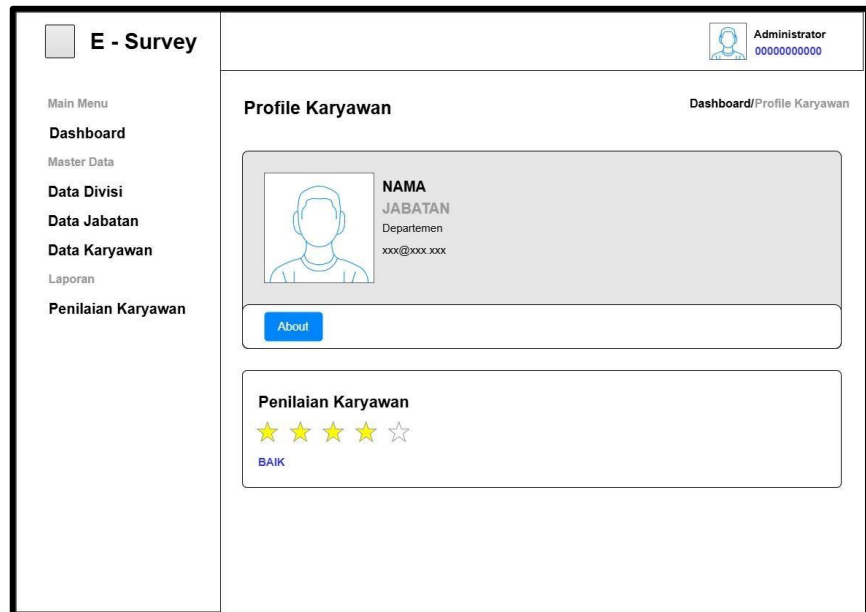 E - Survey
Administrator
00000000000
Main Menu
Dashboard
Master Data
Data Divisi
Data Jabatan
Data Karyawan
Laporan
Penilaian Karyawan
Profile Karyawan
Dashboard/Profile Karyawan
NAMA
JABATAN
Departemen
xxx@xxx.xxx
About
Penilaian Karyawan
BAIK